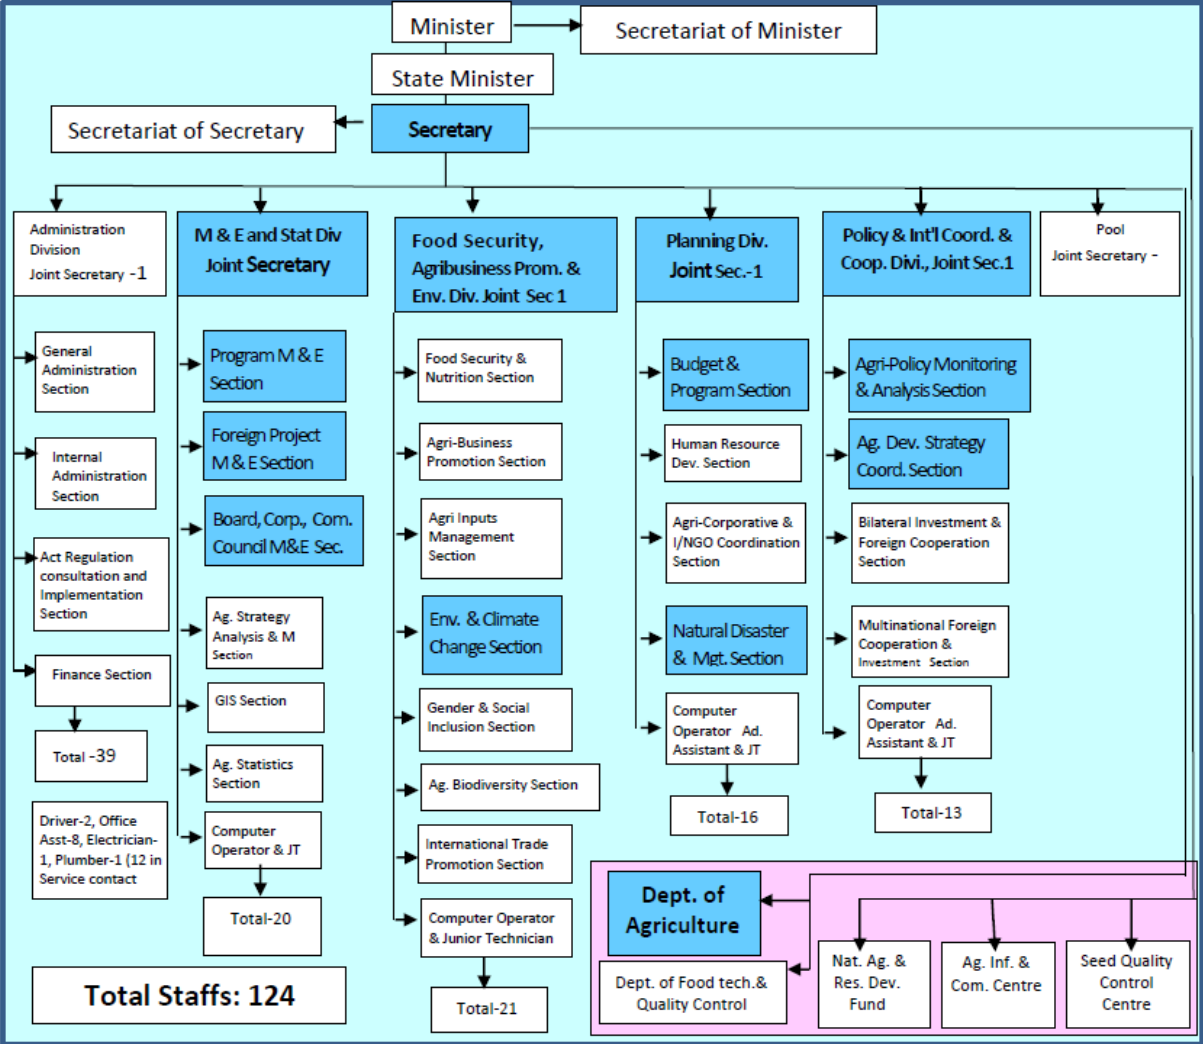 Minister
Secretariat of Minister
State Minister
Secretariat of Secretary
Secretary
Administration
Division
Joint Secretary -1
M & E and Stat Div
Joint Secretary
Food Security,
Agribusiness Prom. &
Env. Div. Joint Sec 1
Planning Div.
Joint Sec.-1
Policy & Int'l Coord. &
Coop. Divi., Joint Sec.1
Pool
Joint Secretary -
General
Administration
Section
Internal
Administration
Section
Act Regulation
consultation and
Implementation
Section
Finance Section
Total -39
Driver-2, Office
Asst-8, Electrician-
1, Plumber-1 (12 in
Service contact
Program M & E
Section
Foreign Project
M & E Section
Board, Corp., Com.
Council M&E Sec.
Ag. Strategy
Analysis & M
Section
GIS Section
Ag. Statistics
Section
Computer
Operator & JT
Total-20
Food Security &
Nutrition Section
Agri-Business
Promotion Section
Agri Inputs
Management
Section
Env. & Climate
Change Section
Gender & Social
Inclusion Section
Ag. Biodiversity Section
International Trade
Promotion Section
Computer Operator
& Junior Technician
Total-21
Budget &
Program Section
Human Resource
Dev. Section
Agri-Corporative &
I/NGO Coordination
Section
Natural Disaster
& Mgt. Section
Computer
Operator Ad.
Assistant & JT
Total-16
Agri-Policy Monitoring
& Analysis Section
Ag. Dev. Strategy
Coord. Section
Bilateral Investment &
Foreign Cooperation
Section
Multinational Foreign
Cooperation &
Investment Section
Computer
Operator Ad.
Assistant & JT
Total-13
Dept. of
Agriculture
Dept. of Food tech.&
Quality Control
Nat. Ag. &
Res. Dev.
Fund
Ag. Inf. &
Com. Centre
Seed Quality
Control
Centre
Total Staffs: 124